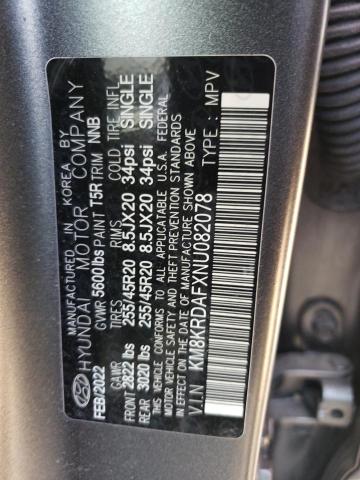 MANUFACTURED IN KOREA BY
HYUNDAI MOTOR COMPANY
FEB/2022 GVWR 5600lbs PAINT T5R TRIM NNB
GAWR TIRES RIMS COLD TIRE INFL
FRONT 2822 lbs 255/45R20 8.5JX20 34psi SINGLE
REAR 3020 lbs 255/45R20 8.5JX20 34psi SINGLE
THIS VEHICLE CONFORMS TO ALL APPLICABLE U.S.A. FEDERAL
MOTOR VEHICLE SAFETY AND THEFT PREVENTION STANDARDS
IN EFFECT ON THE DATE OF MANUFACTURE SHOWN ABOVE
V.I.N KM8KRDAFXNU082078 TYPE : MPV